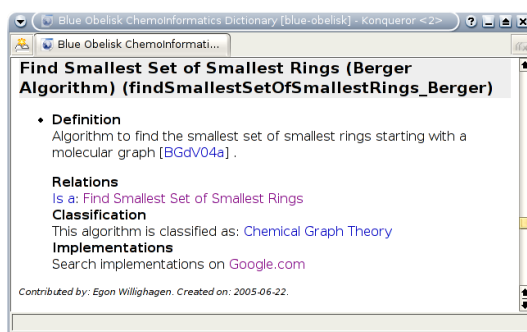 Blue Obelisk ChemoInformatics Dictionary [blue-obelisk] - Konqueror <2>
Blue Obelisk ChemoInformati...
Find Smallest Set of Smallest Rings (Berger
Algorithm) (findSmallestSetOfSmallestRings_Berger)
Definition
Algorithm to find the smallest set of smallest rings starting with a
molecular graph [BGdV04a] .
Relations
Is a: Find Smallest Set of Smallest Rings
Classification
This algorithm is classified as: Chemical Graph Theory
Implementations
Search implementations on Google.com
Contributed by: Egon Willighagen. Created on: 2005-06-22.